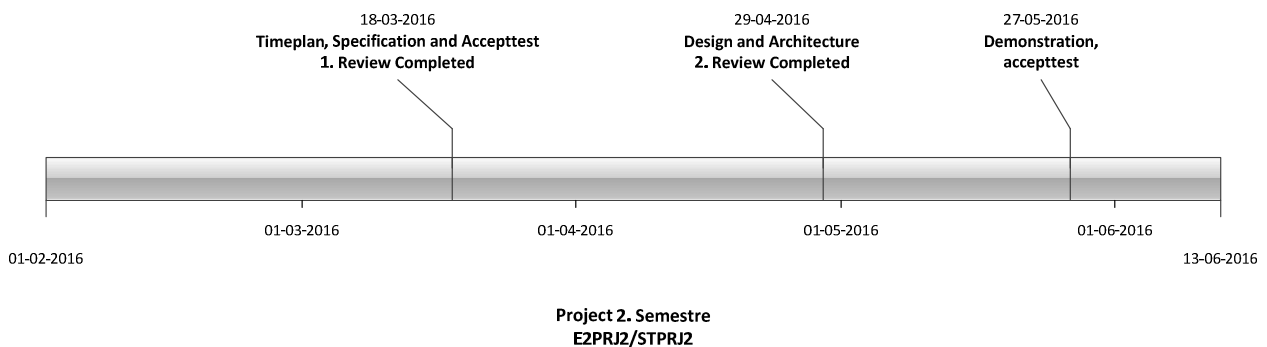 18-03-2016
Timeplan, Specification and Accepttest
1. Review Completed
29-04-2016
Design and Architecture
2. Review Completed
27-05-2016
Demonstration,
accepttest
01-03-2016
01-04-2016
01-05-2016
01-06-2016
01-02-2016
13-06-2016
Project 2. Semestre
E2PRJ2/STPRJ2